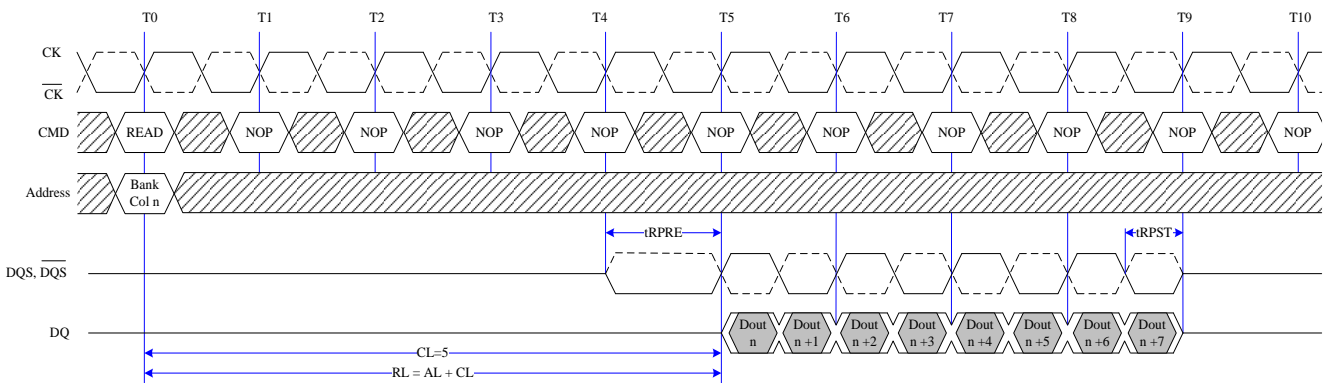 T0 T1 T2 T3 T4 T5 T6 T7 T8 T9 T10
CK
CK
CMD READ NOP NOP NOP NOP NOP NOP NOP NOP NOP NOP
Address Bank
Col n
tRPRE tRPST
DQS, DQS
DQ
Dout Dout Dout Dout Dout Dout Dout Dout
n n +1 n +2 n +3 n +4 n +5 n +6 n +7
CL=5
RL = AL + CL